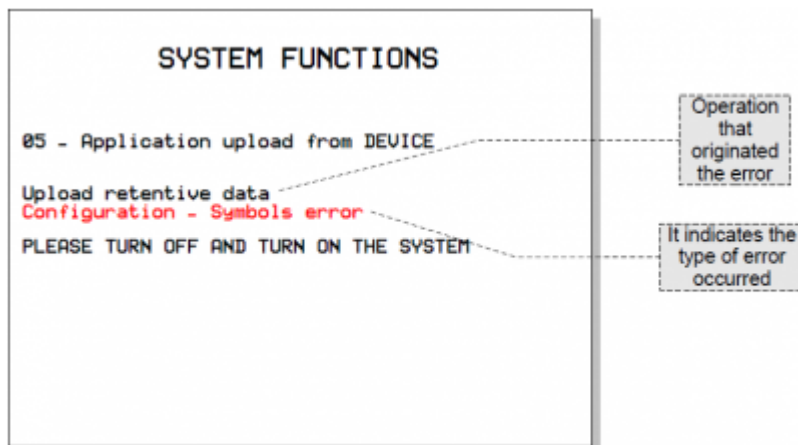 SYSTEM FUNCTIONS
05 - Application upload from DEVICE
Upload retentive data
Configuration - Symbols error
PLEASE TURN OFF AND TURN ON THE SYSTEM
Operation
that
originated
the error
It indicates the
type of error
occurred